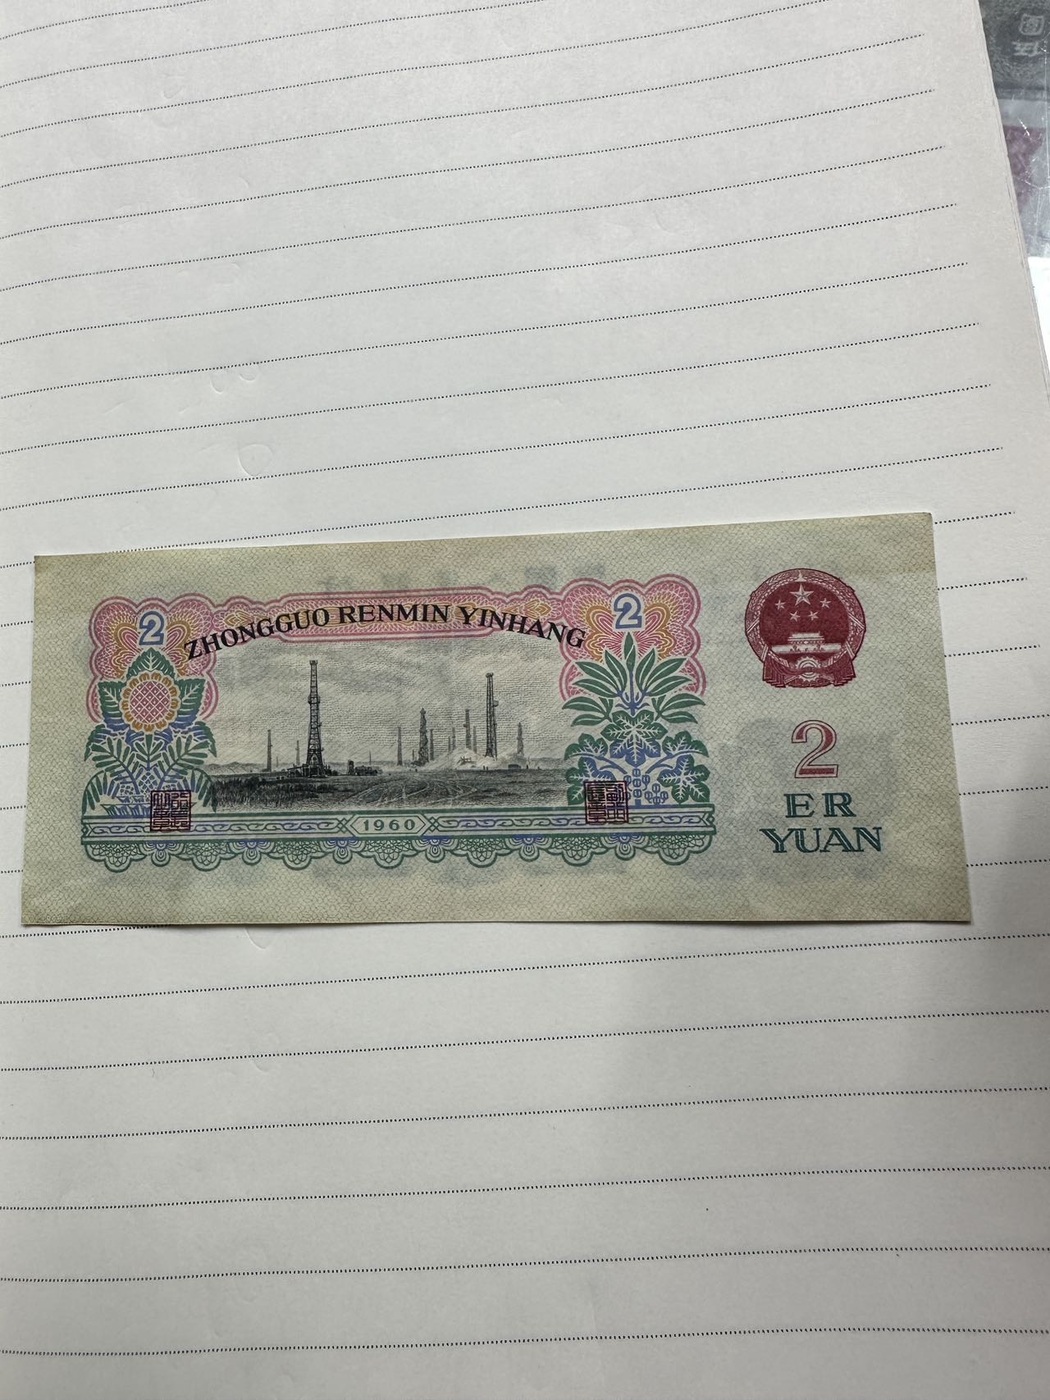 2 ZHONGGUO RENMIN YINHANG 2
2
ER
YUAN
1960